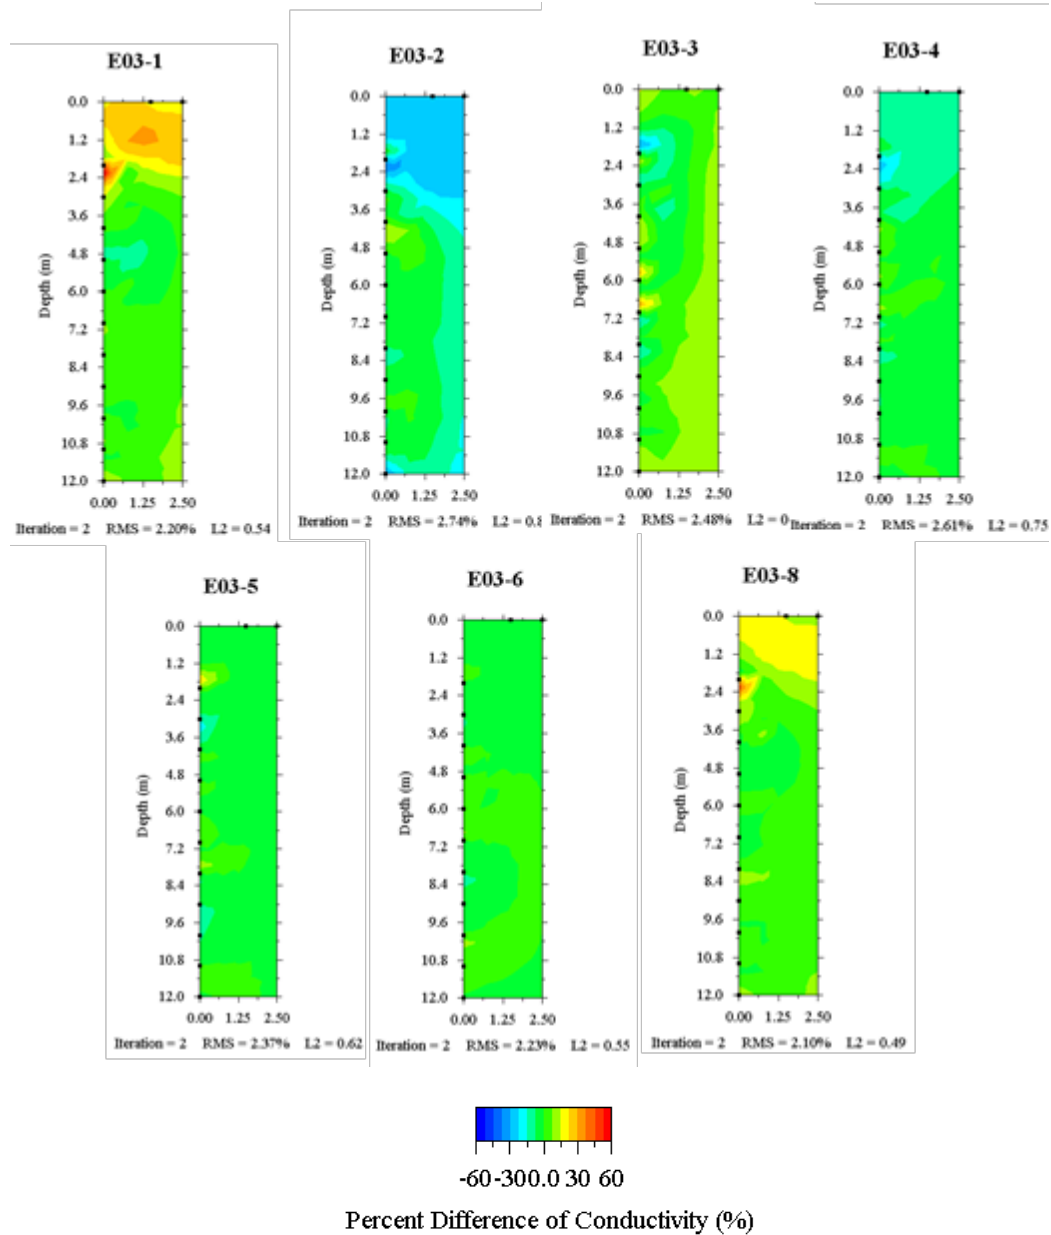 E03-1
0.0
1.2
2.4
3.6
4.8
6.0
7.2
8.4
9.6
10.8
12.0
Depth (m)
0.00 1.25 2.50
Iteration = 2 RMS = 2.20% L2 = 0.54
E03-2
0.0
1.2
2.4
3.6
4.8
6.0
7.2
8.4
9.6
10.8
12.0
Depth (m)
0.00 1.25 2.50
Iteration = 2 RMS = 2.74% L2 = 0.8
E03-3
0.0
1.2
2.4
3.6
4.8
6.0
7.2
8.4
9.6
10.8
12.0
Depth (m)
0.00 1.25 2.50
Iteration = 2 RMS = 2.48% L2 = 0
E03-4
0.0
1.2
2.4
3.6
4.8
6.0
7.2
8.4
9.6
10.8
12.0
Depth (m)
0.00 1.25 2.50
Iteration = 2 RMS = 2.61% L2 = 0.75
E03-5
0.0
1.2
2.4
3.6
4.8
6.0
7.2
8.4
9.6
10.8
12.0
Depth (m)
0.00 1.25 2.50
Iteration = 2 RMS = 2.37% L2 = 0.62
E03-6
0.0
1.2
2.4
3.6
4.8
6.0
7.2
8.4
9.6
10.8
12.0
Depth (m)
0.00 1.25 2.50
Iteration = 2 RMS = 2.23% L2 = 0.55
E03-8
0.0
1.2
2.4
3.6
4.8
6.0
7.2
8.4
9.6
10.8
12.0
Depth (m)
0.00 1.25 2.50
Iteration = 2 RMS = 2.10% L2 = 0.49
-60 -30 0.0 30 60
Percent Difference of Conductivity (%)